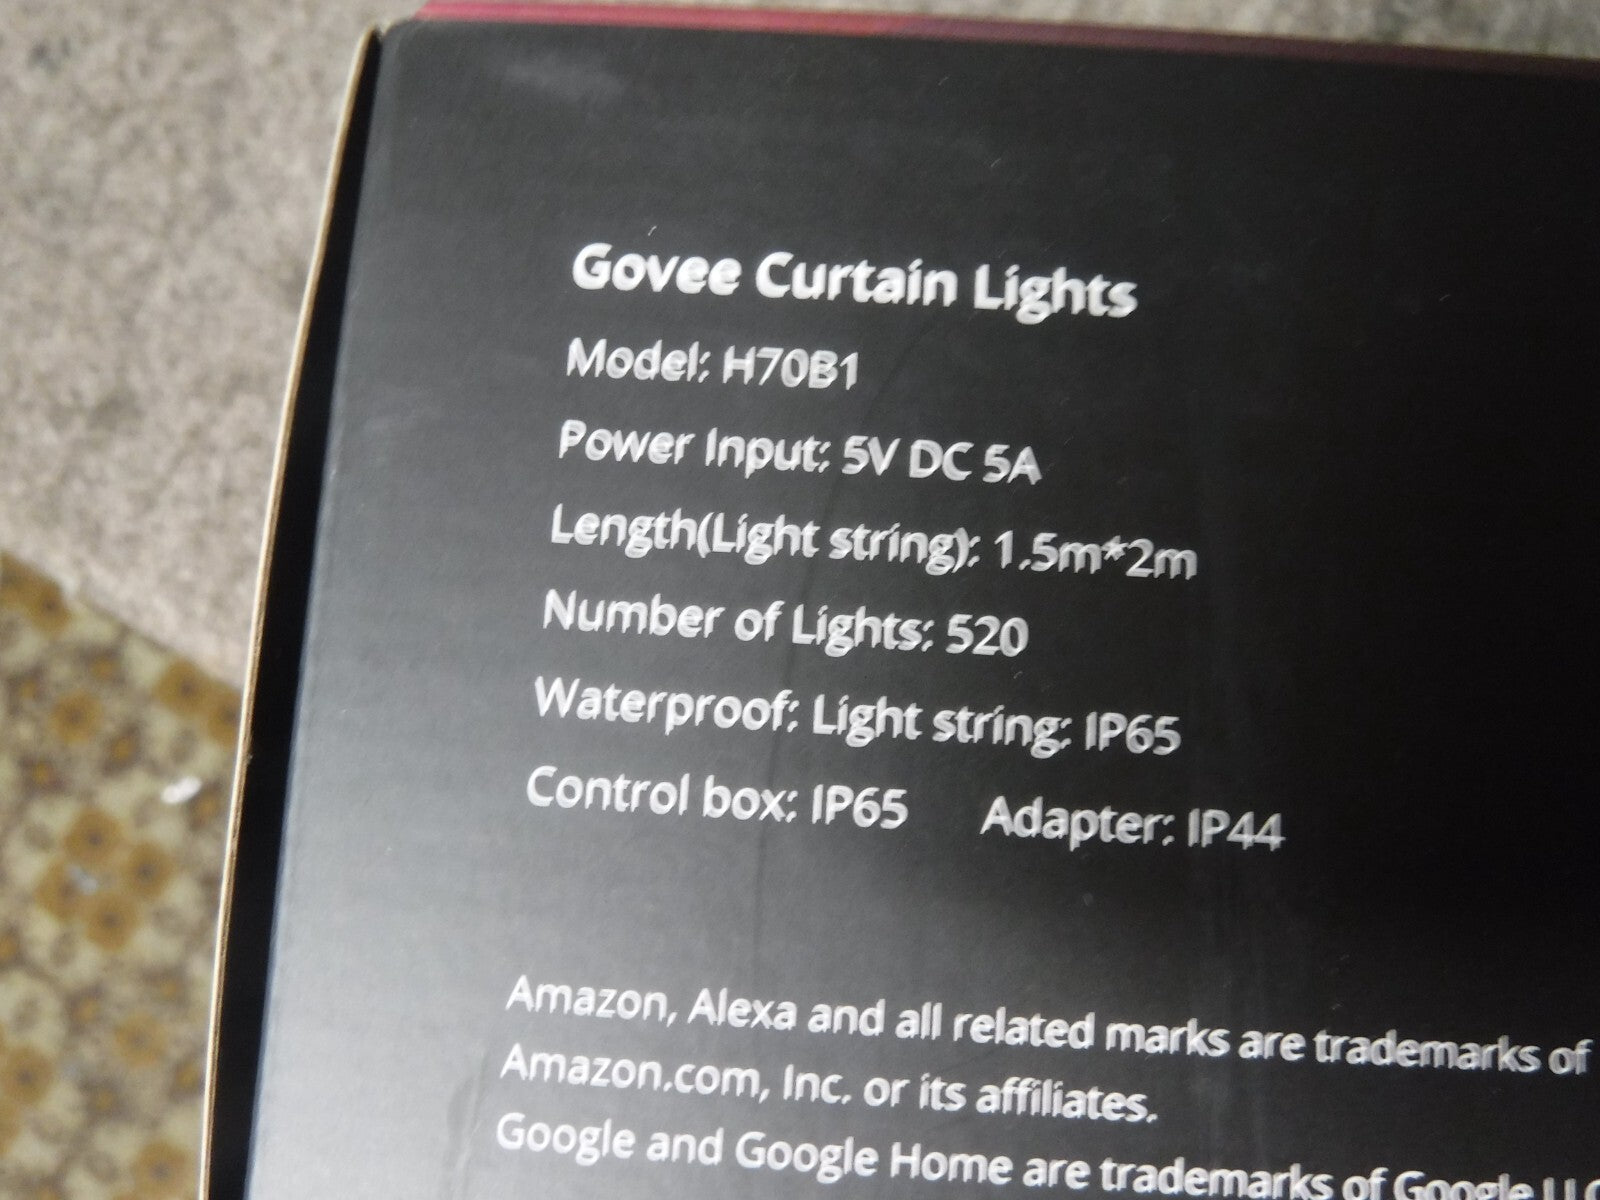 Govee Curtain Lights
Model: H70B1
Power Input: 5V DC 5A
Length(Light string): 1.5m*2m
Number of Lights: 520
Waterproof: Light string: IP65
Control box: IP65 Adapter: IP44
Amazon, Alexa and all related marks are trademarks of
Amazon.com, Inc. or its affiliates.
Google and Google Home are trademarks of Google LLC